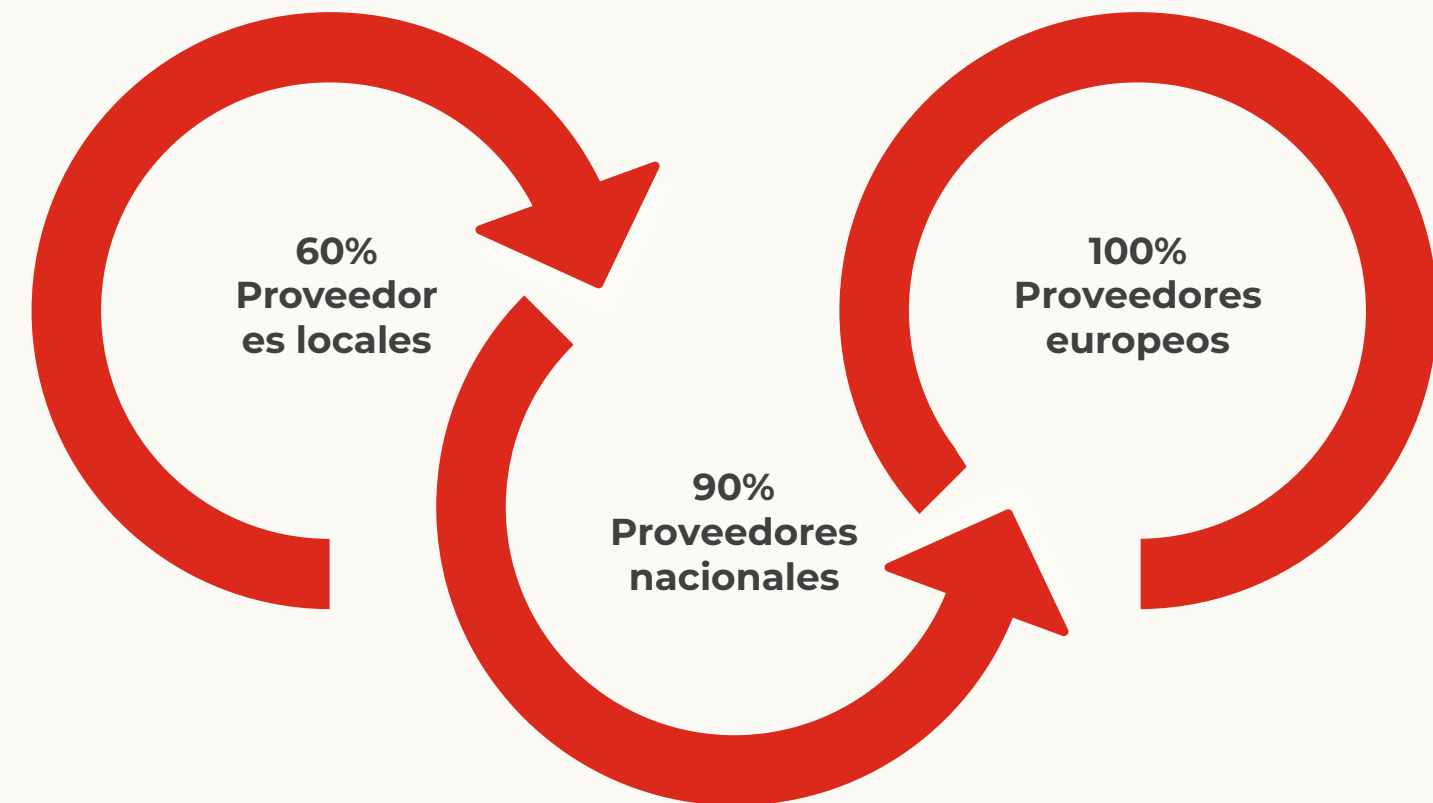 60%
Proveedor
es locales
90%
Proveedores
nacionales
100%
Proveedores
europeos